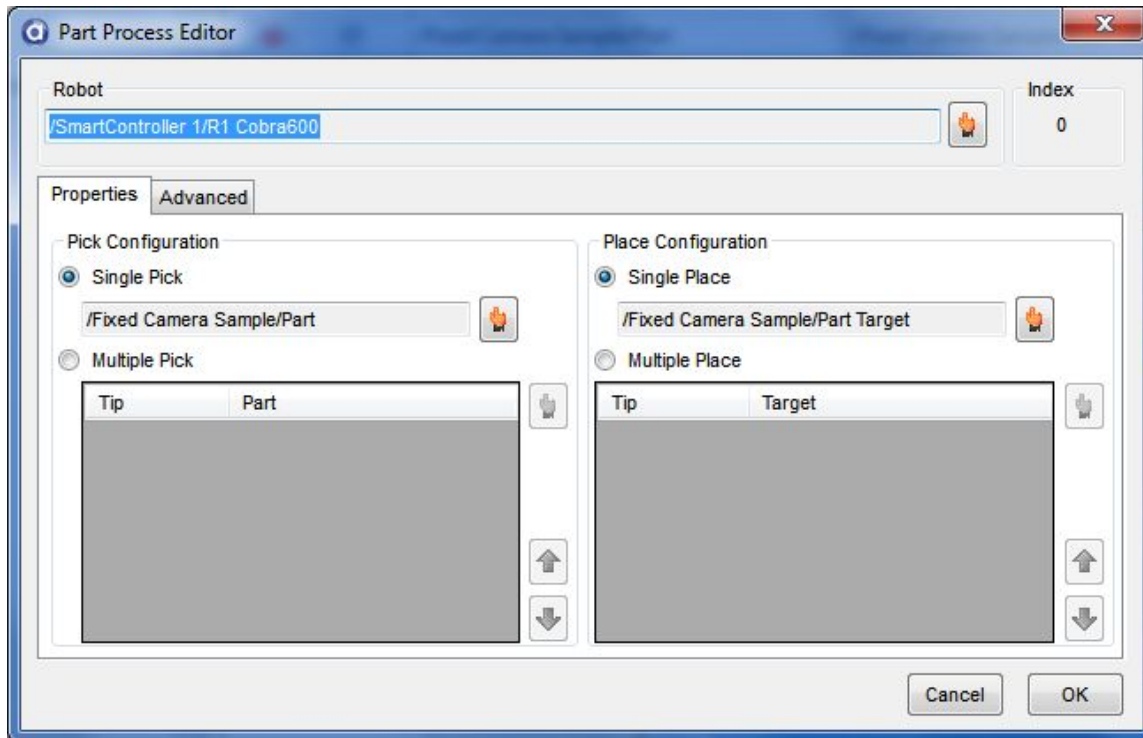 Part Process Editor
Robot
Index
/SmartController 1/R1 Cobra600
0
Properties
Advanced
Pick Configuration
Single Pick
/Fixed Camera Sample/Part
Multiple Pick
Tip Part
Place Configuration
Single Place
/Fixed Camera Sample/Part Target
Multiple Place
Tip Target
Cancel
OK